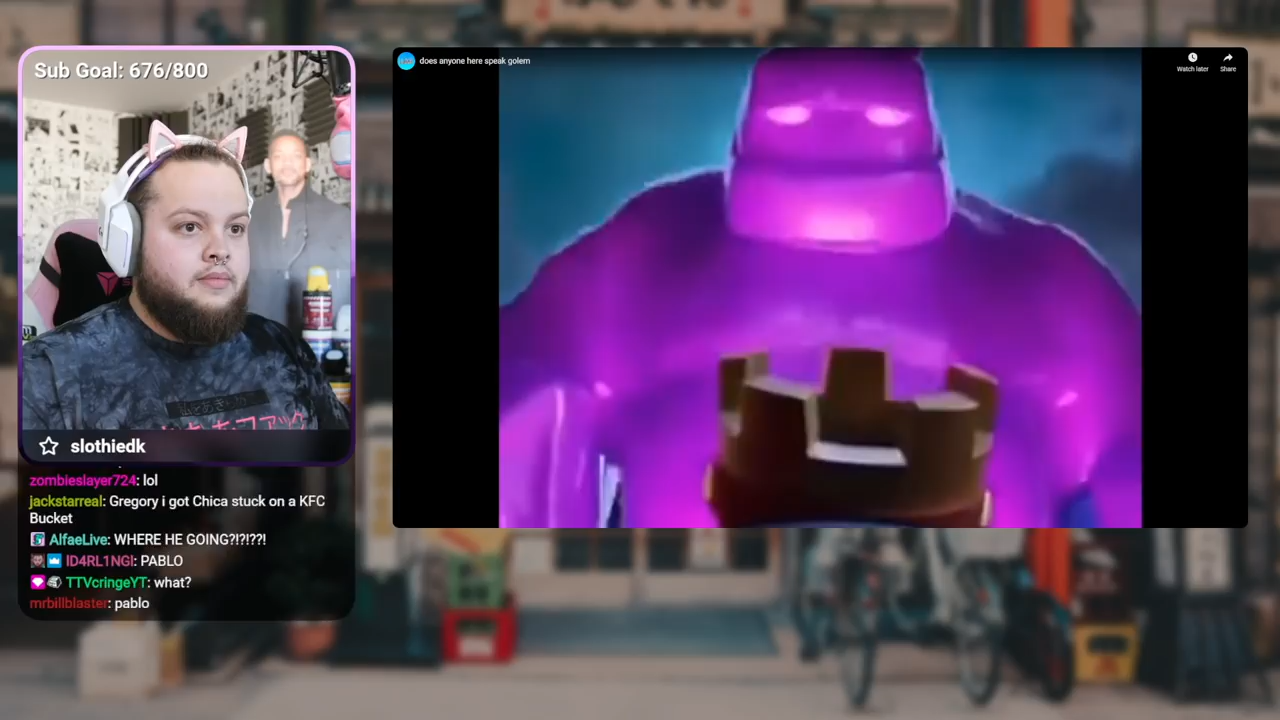 Sub Goal: 676/800
slothiedk
zombieslayer724: lol
jackstarreal: Gregory i got Chica stuck on a KFC
Bucket
AlfaeLive: WHERE HE GOING?!?!??!
ID4RL1NGI: PABLO
TTVcringeYT: what?
mrbillblaster: pablo
does anyone here speak golem
Watch later
Share